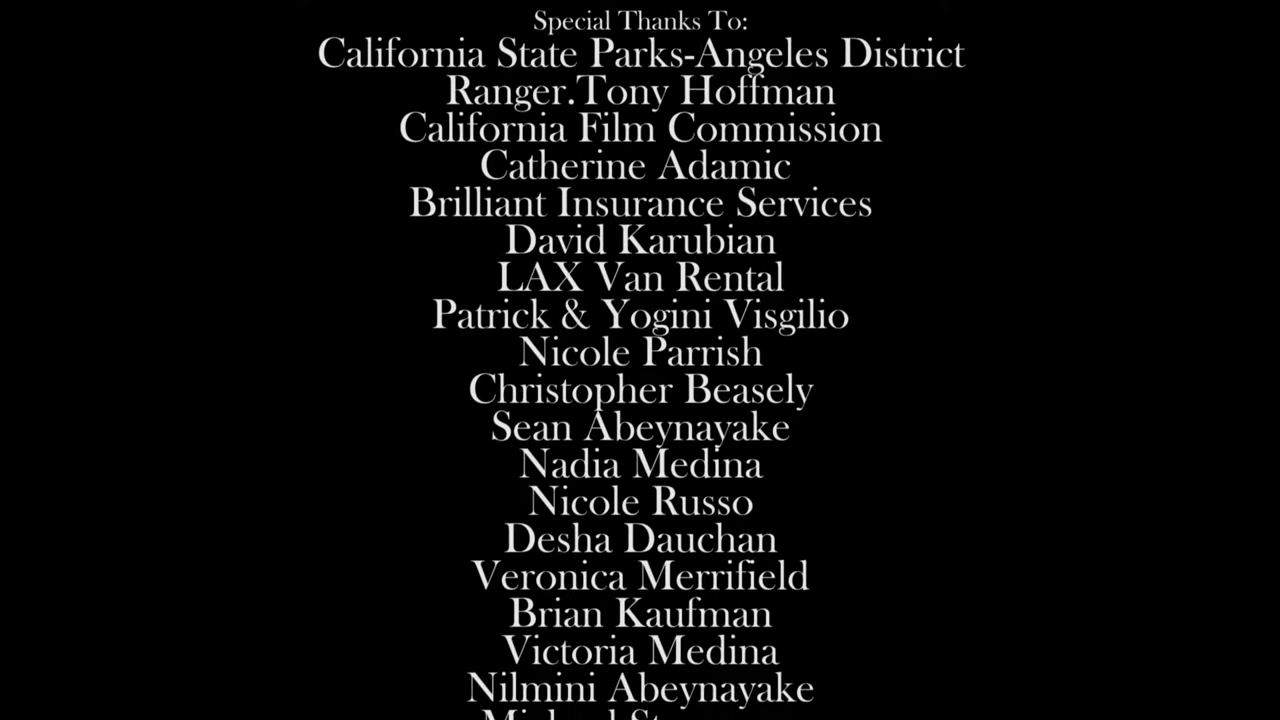 Special Thanks To:
California State Parks-Angeles District
Ranger.Tony Hoffman
California Film Commission
Catherine Adamic
Brilliant Insurance Services
David Karubian
LAX Van Rental
Patrick & Yogini Visgilio
Nicole Parrish
Christopher Beasely
Sean Abeynayake
Nadia Medina
Nicole Russo
Desha Dauchan
Veronica Merrifield
Brian Kaufman
Victoria Medina
Nilmini Abeynayake